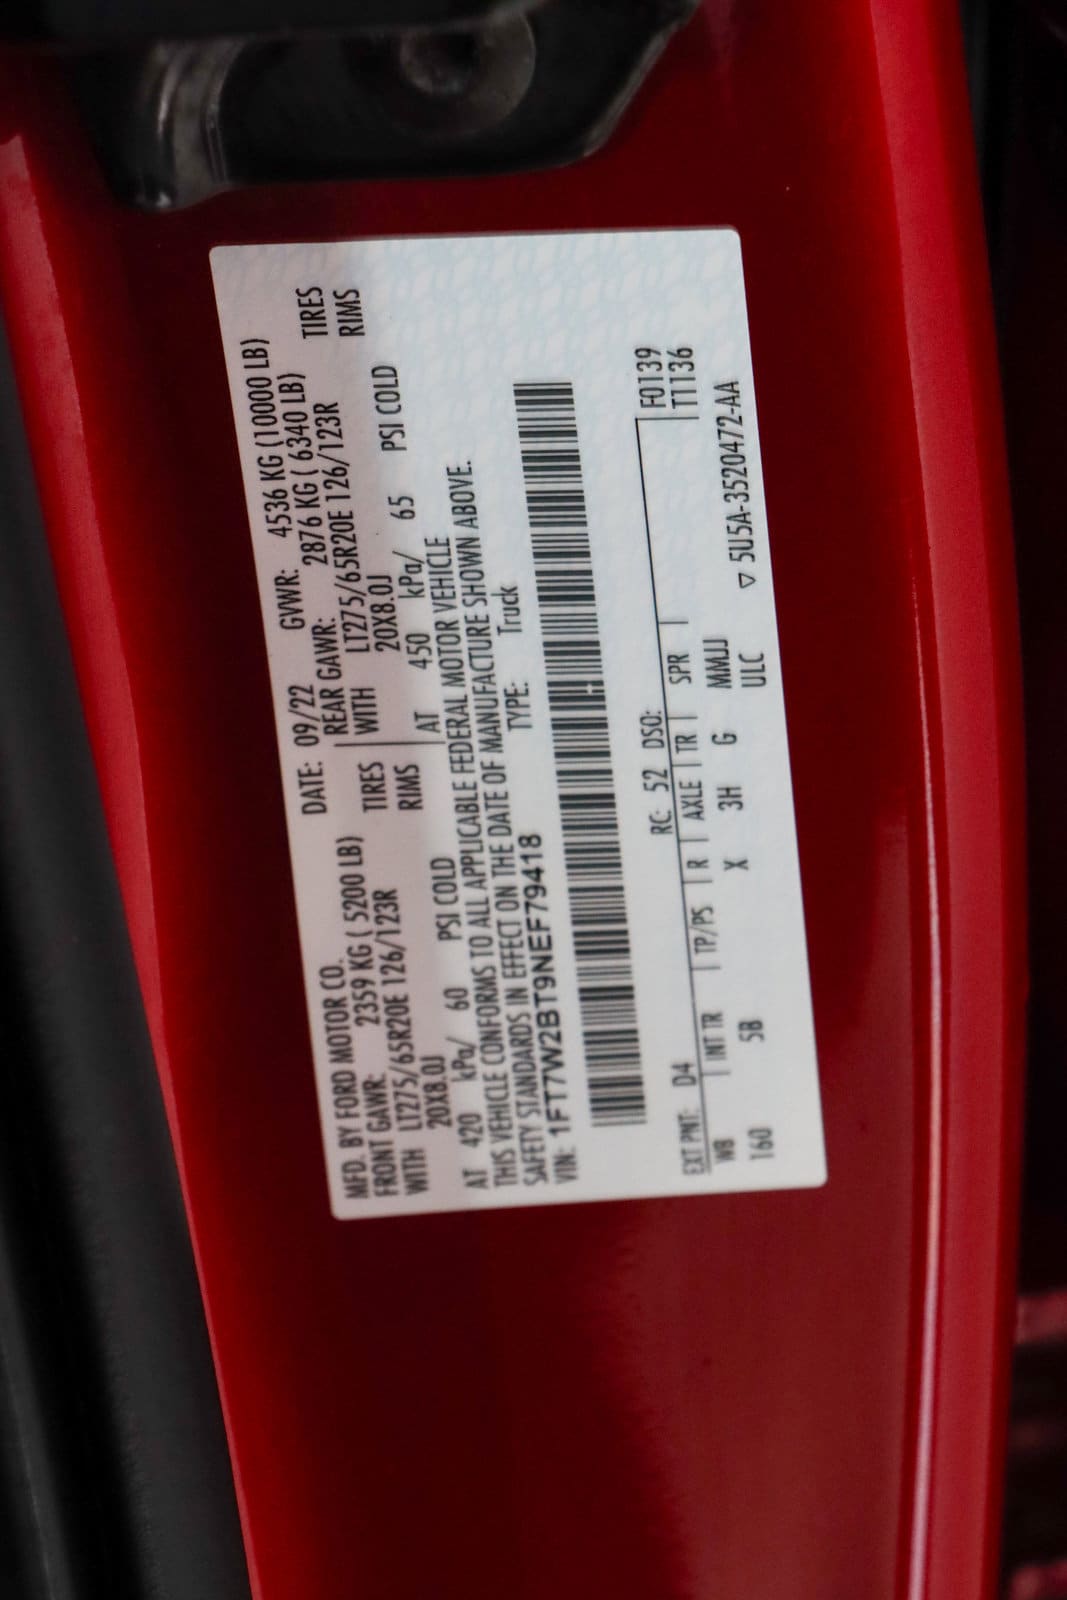 MFD. BY FORD MOTOR CO. DATE: 09/22 GVWR: 4536 KG (10000 LB)
FRONT GAWR: 2359 KG ( 5200 LB) REAR GAWR: 2876 KG ( 6340 LB)
WITH LT275/65R20E 126/123R TIRES WITH LT275/65R20E 126/123R TIRES
20X8.0J RIMS 20X8.0J RIMS
AT 420 kPa/ 60 PSI COLD AT 450 kPa/ 65 PSI COLD
THIS VEHICLE CONFORMS TO ALL APPLICABLE FEDERAL MOTOR VEHICLE
SAFETY STANDARDS IN EFFECT ON THE DATE OF MANUFACTURE SHOWN ABOVE.
VIN: 1FT7W2BT9NEF79418 TYPE: Truck
EXT PNT: D4 RC: 52 DSO: F0139
WB INT TR TP/PS R AXLE TR SPR T1136
160 5B X 3H G MMJJ
ULC ▽ 5U5A-3520472-AA